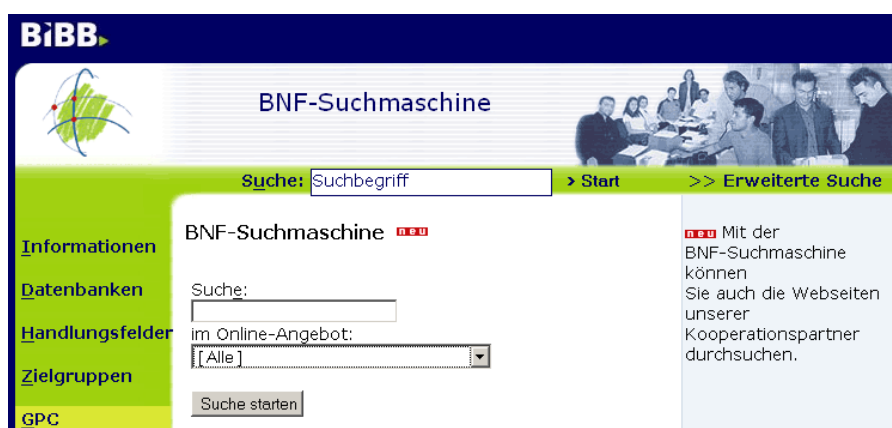 BiBB
BNF-Suchmaschine
Suche: Suchbegriff > Start >> Erweiterte Suche
Informationen
Datenbanken
Handlungsfelder
Zielgruppen
GPC
BNF-Suchmaschine neu
Suche:
im Online-Angebot:
[Alle]
Suche starten
neu Mit der
BNF-Suchmaschine
können
Sie auch die Webseiten
unserer
Kooperationspartner
durchsuchen.